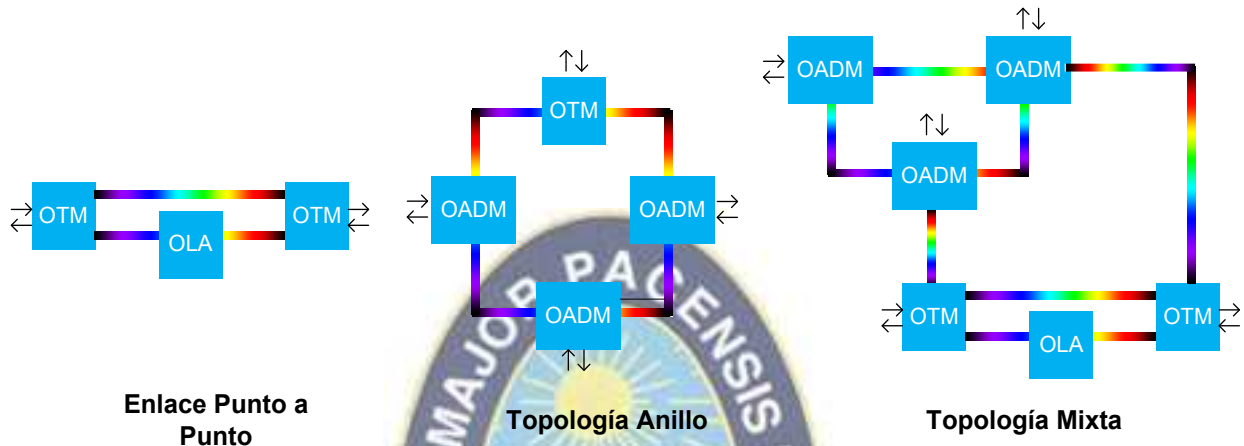 OTM
OLA
OTM
Enlace Punto a
Punto
OTM
OADM
OADM
OADM
Topología Anillo
OADM
OADM
OADM
OTM
OLA
OTM
Topología Mixta
MAJOR PACENSIS